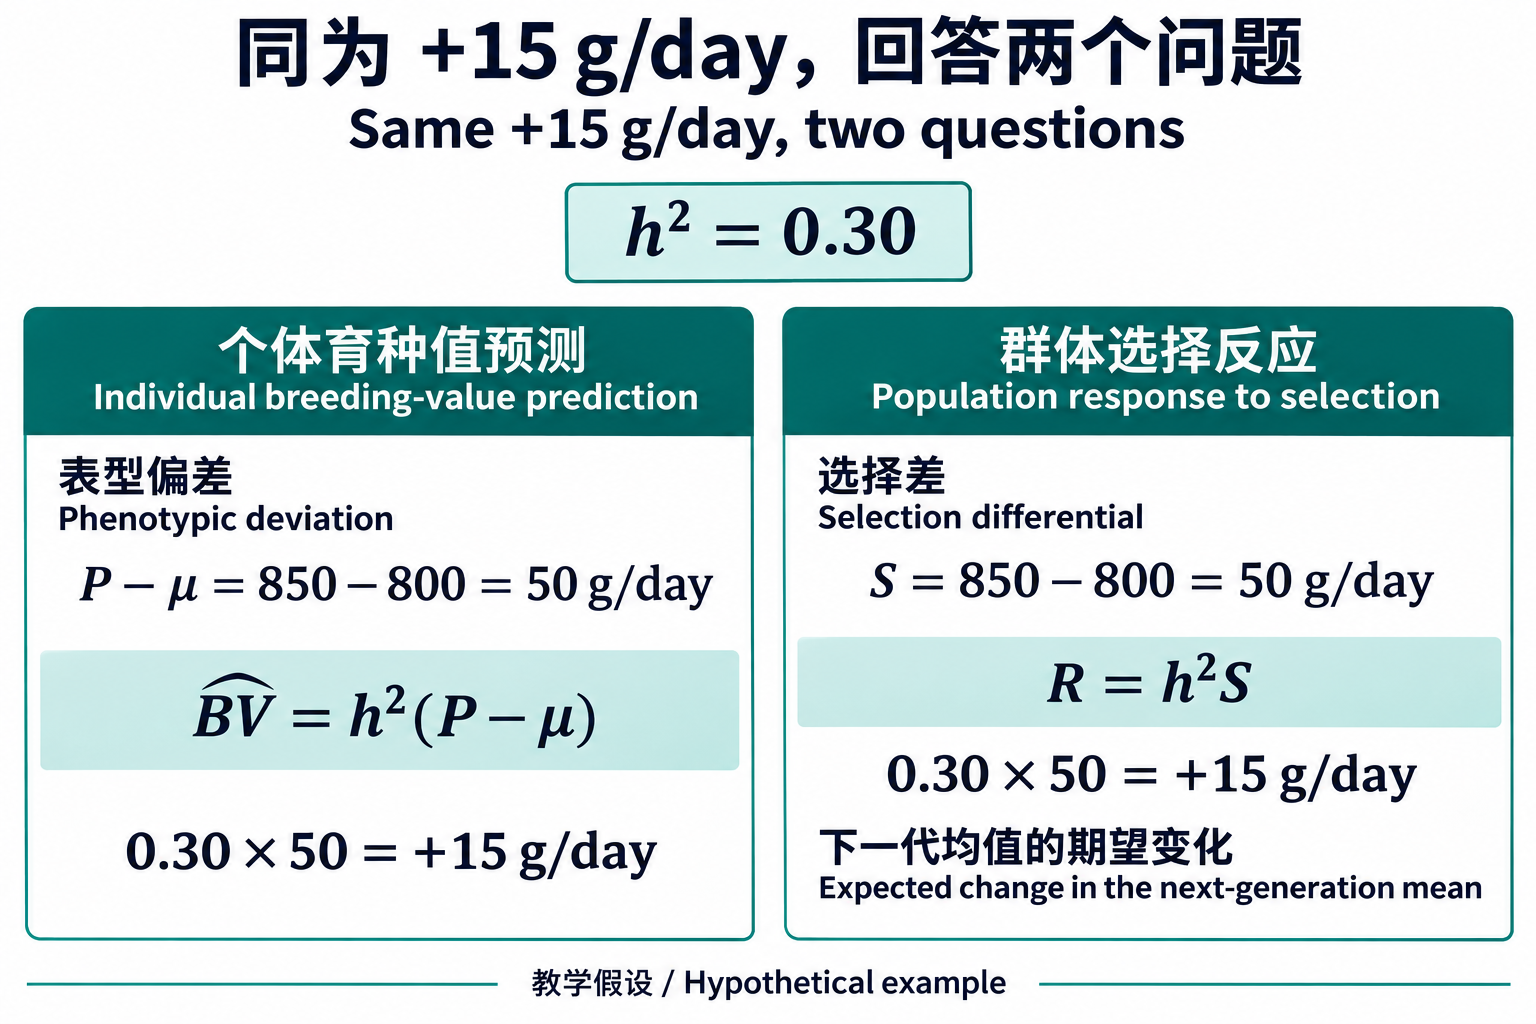 同为 +15 g/day，回答两个问题
Same +15 g/day, two questions
h² = 0.30
个体育种值预测
Individual breeding-value prediction
表型偏差
Phenotypic deviation
P − μ = 850 − 800 = 50 g/day
\widehat{BV} = h²(P − μ)
0.30 × 50 = +15 g/day
群体选择反应
Population response to selection
选择差
Selection differential
S = 850 − 800 = 50 g/day
R = h²S
0.30 × 50 = +15 g/day
下一代均值的期望变化
Expected change in the next-generation mean
教学假设 / Hypothetical example